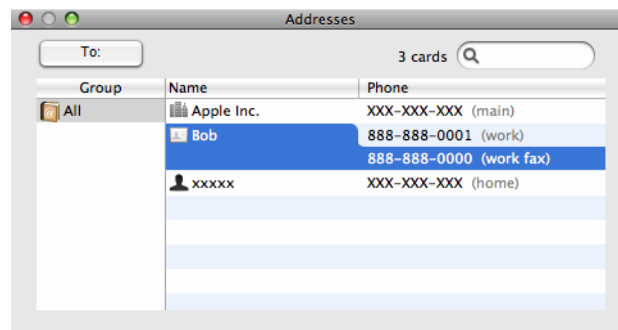 Addresses
To:
3 cards
Group Name Phone
All Apple Inc. XXX-XXX-XXX (main)
Bob 888-888-0001 (work)
888-888-0000 (work fax)
xxxxx XXX-XXX-XXX (home)